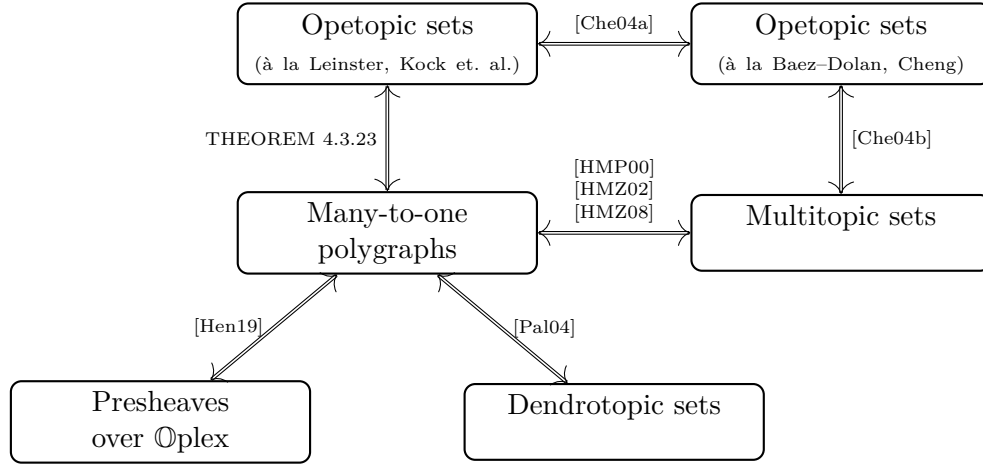 Opetopic sets
(à la Leinster, Kock et. al.)
[Che04a]
Opetopic sets
(à la Baez–Dolan, Cheng)
THEOREM 4.3.23
[Che04b]
[HMP00]
[HMZ02]
[HMZ08]
Many-to-one
polygraphs
Multitopic sets
[Hen19]
[Pal04]
Presheaves
over 𝕆plex
Dendrotopic sets